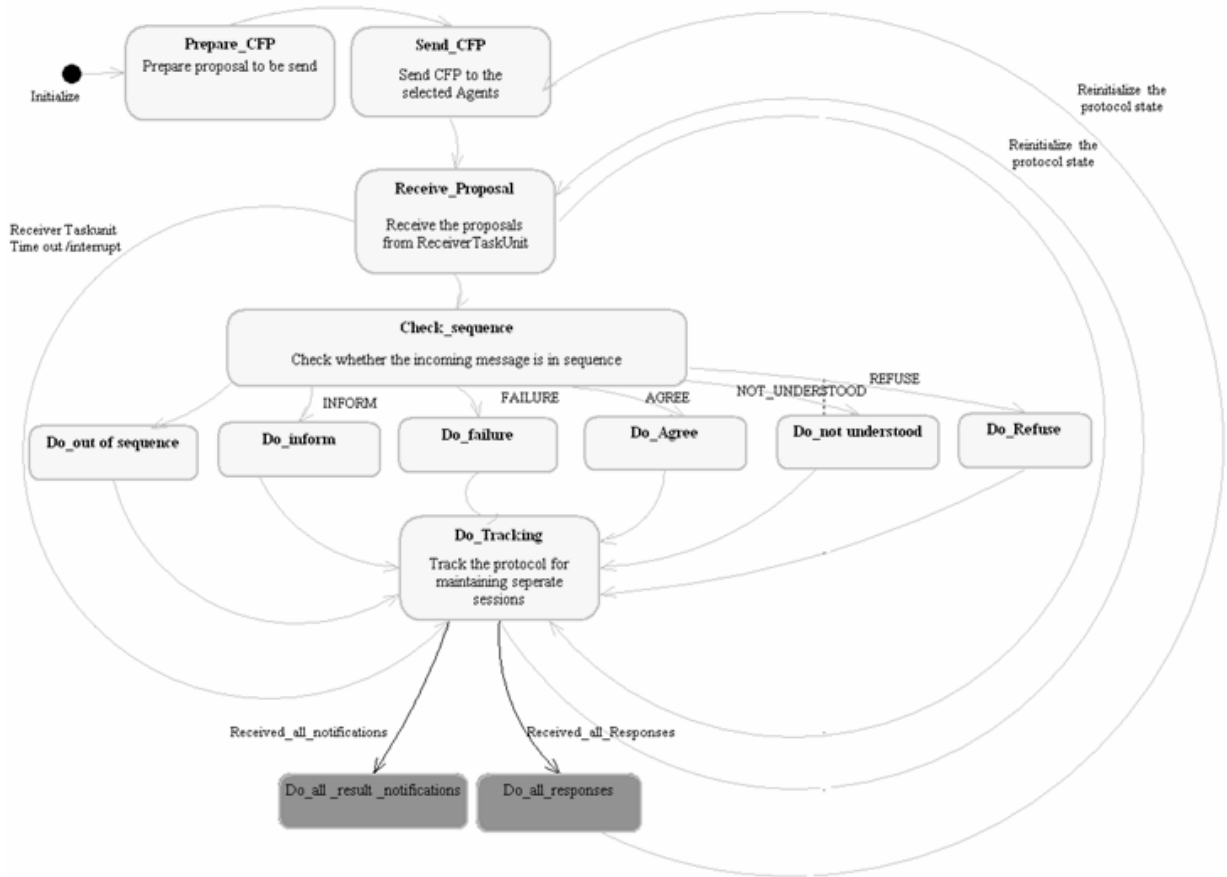 Prepare_CFP
Prepare proposal to be send
Send_CFP
Send CFP to the
selected Agents
Initialize
Reinitialize the
protocol state
Reinitialize the
protocol state
Receive_Proposal
Receive the proposals
from ReceiverTaskUnit
Receiver Taskunit
Time out /interrupt
Check_sequence
Check whether the incoming message is in sequence
INFORM
FAILURE
AGREE
NOT_UNDERSTOOD
REFUSE
Do_out of sequence
Do_inform
Do_failure
Do_Agree
Do_not understood
Do_Refuse
Do_Tracking
Track the protocol for
maintaining seperate
sessions
Received_all_notifications
Received_all_Responses
Do_all _result _notifications
Do_all_responses